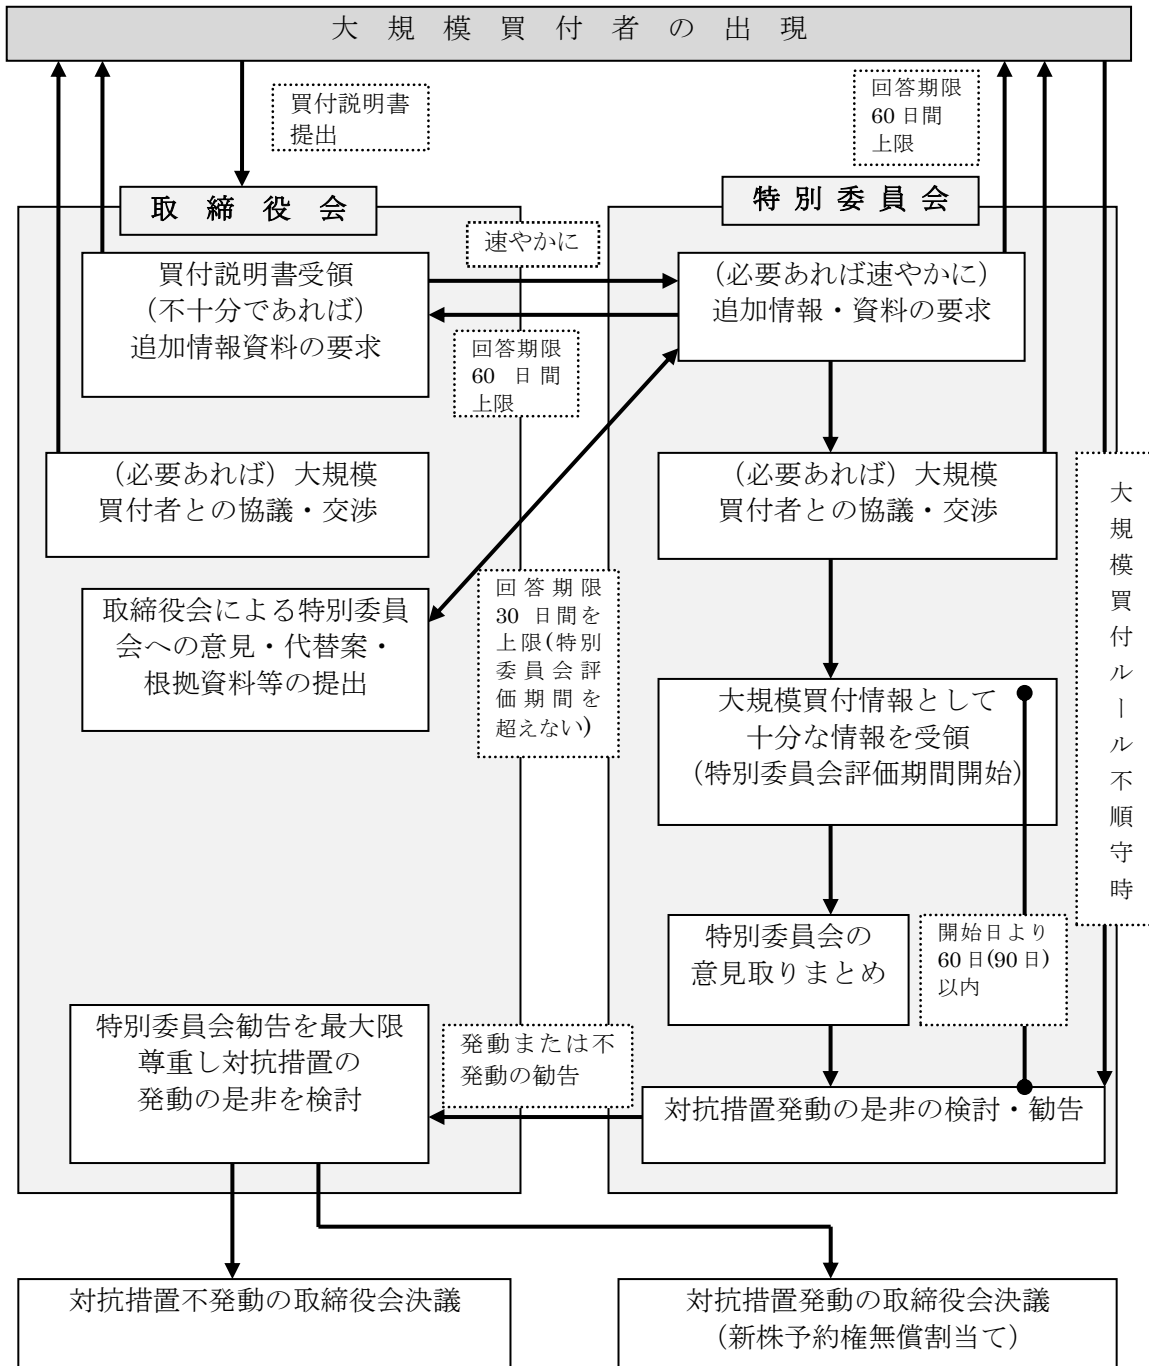 大規模買付者の出現
買付説明書
提出
回答期限
60日間
上限
取締役会
特別委員会
速やかに
買付説明書受領
（不十分であれば）
追加情報資料の要求
（必要あれば速やかに）
追加情報・資料の要求
回答期限
60日間
上限
（必要あれば）大規模
買付者との協議・交渉
（必要あれば）大規模
買付者との協議・交渉
大規模買付ルール不順守時
取締役会による特別委員
会への意見・代替案・
根拠資料等の提出
回答期限
30日間を
上限(特別
委員会評
価期間を
超えない)
大規模買付情報として
十分な情報を受領
（特別委員会評価期間開始）
特別委員会の
意見取りまとめ
開始日より
60日(90日)
以内
特別委員会勧告を最大限
尊重し対抗措置の
発動の是非を検討
発動または不
発動の勧告
対抗措置発動の是非の検討・勧告
対抗措置不発動の取締役会決議
対抗措置発動の取締役会決議
（新株予約権無償割当て）